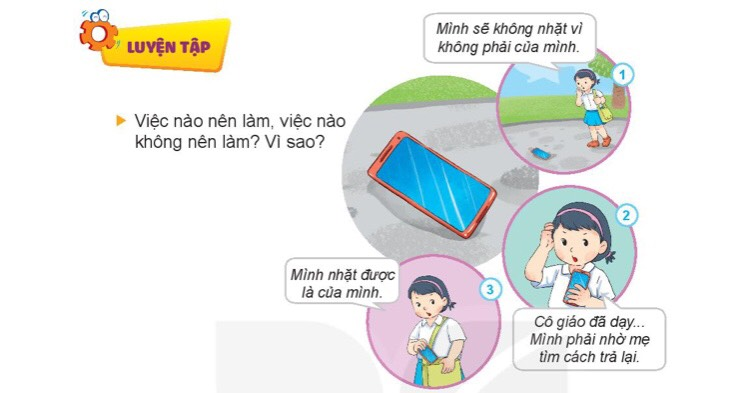 LUYỆN TẬP
Việc nào nên làm, việc nào
không nên làm? Vì sao?
Mình sẽ không nhặt vì
không phải của mình.
1
2
Cô giáo đã dạy...
Mình phải nhờ mẹ
tìm cách trả lại.
Mình nhặt được
là của mình.
3